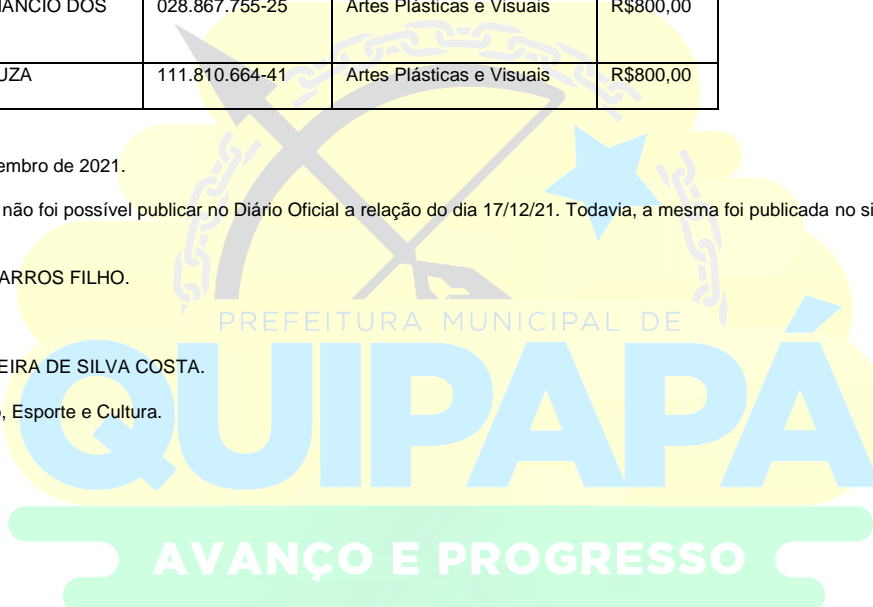 ANCIO DOS 028.867.755-25 Artes Plásticas e Visuais R$800,00
UZA 111.810.664-41 Artes Plásticas e Visuais R$800,00
embro de 2021.
não foi possível publicar no Diário Oficial a relação do dia 17/12/21. Todavia, a mesma foi publicada no si
ARROS FILHO.
PREFEITURA MUNICIPAL DE
QUIPAPÁ
EIRA DE SILVA COSTA.
, Esporte e Cultura.
AVANÇO E PROGRESSO